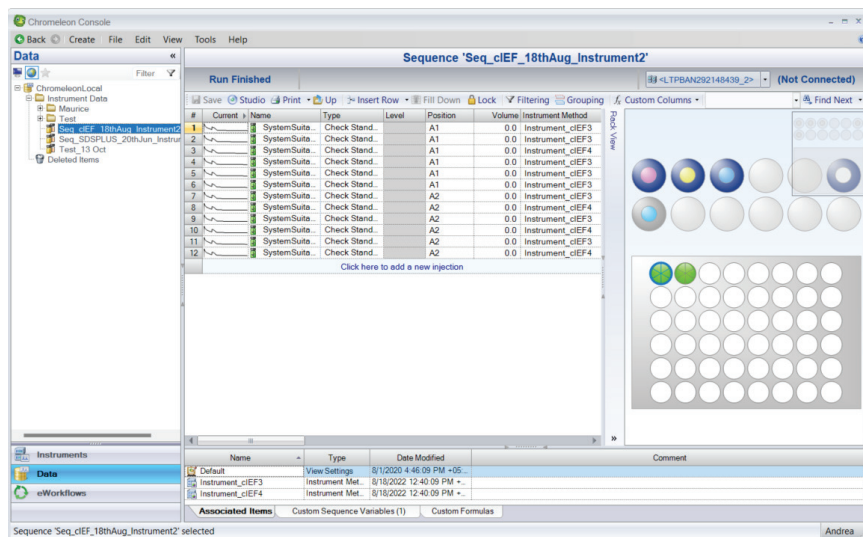 Chromeleon Console
Back Create File Edit View Tools Help
Data «
Sequence 'Seq_cIEF_18thAug_Instrument2'
Filter
Run Finished
<LTPBAN292148439_2> (Not Connected)
ChromeleonLocal
Instrument Data
Maurice
Test
Seq_cIEF_18thAug_Instrument2
Seq_SDSPLUS_20thJun_Instrur
Test_13 Oct
Deleted Items
Save Studio Print Up Insert Row Fill Down Lock Filtering Grouping Custom Columns Find Next
# Current Name Type Level Position Volume Instrument Method
1 SystemSuita... Check Stand... A1 0.0 Instrument_cIEF3
2 SystemSuita... Check Stand... A1 0.0 Instrument_cIEF3
3 SystemSuita... Check Stand... A1 0.0 Instrument_cIEF4
4 SystemSuita... Check Stand... A1 0.0 Instrument_cIEF3
5 SystemSuita... Check Stand... A1 0.0 Instrument_cIEF3
6 SystemSuita... Check Stand... A1 0.0 Instrument_cIEF4
7 SystemSuita... Check Stand... A2 0.0 Instrument_cIEF3
8 SystemSuita... Check Stand... A2 0.0 Instrument_cIEF4
9 SystemSuita... Check Stand... A2 0.0 Instrument_cIEF3
10 SystemSuita... Check Stand... A2 0.0 Instrument_cIEF4
11 SystemSuita... Check Stand... A2 0.0 Instrument_cIEF3
12 SystemSuita... Check Stand... A2 0.0 Instrument_cIEF4
Click here to add a new injection
Rack View
»
Instruments
Data
eWorkflows
Name Type Date Modified Comment
Default View Settings 8/1/2020 4:46:09 PM +05...
Instrument_cIEF3 Instrument Met... 8/18/2022 12:40:09 PM +...
Instrument_cIEF4 Instrument Met... 8/18/2022 12:40:09 PM +...
Associated Items Custom Sequence Variables (1) Custom Formulas
Sequence 'Seq_cIEF_18thAug_Instrument2' selected
Andrea